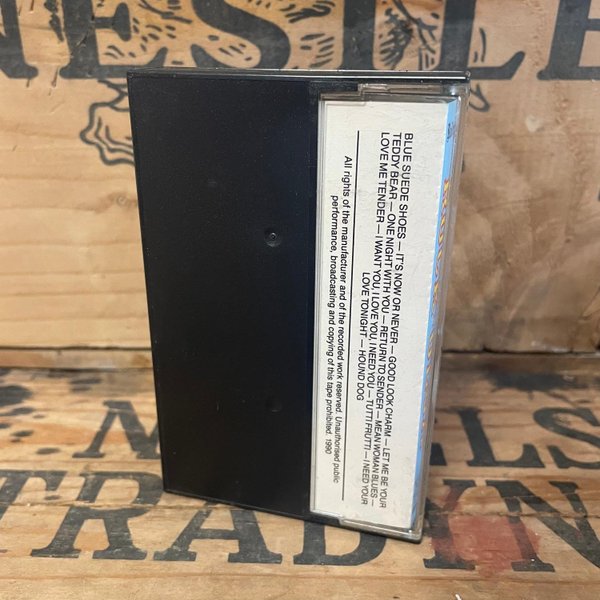 NESTLE
BLUE SUEDE SHOES — IT'S NOW OR NEVER — GOOD LOOK CHARM — LET ME BE YOUR
TEDDY BEAR — ONE NIGHT WITH YOU — RETURN TO SENDER — MEAN WOMAN BLUES —
LOVE ME TENDER — I WANT YOU, I LOVE YOU, I NEED YOU — TUTTI FRUTTI — I NEED YOUR
LOVE TONIGHT — HOUND DOG
All rights of the manufacturer and of the recorded work reserved. Unauthorised public
performance, broadcasting and copying of this tape prohibited. 1990
TRADIN